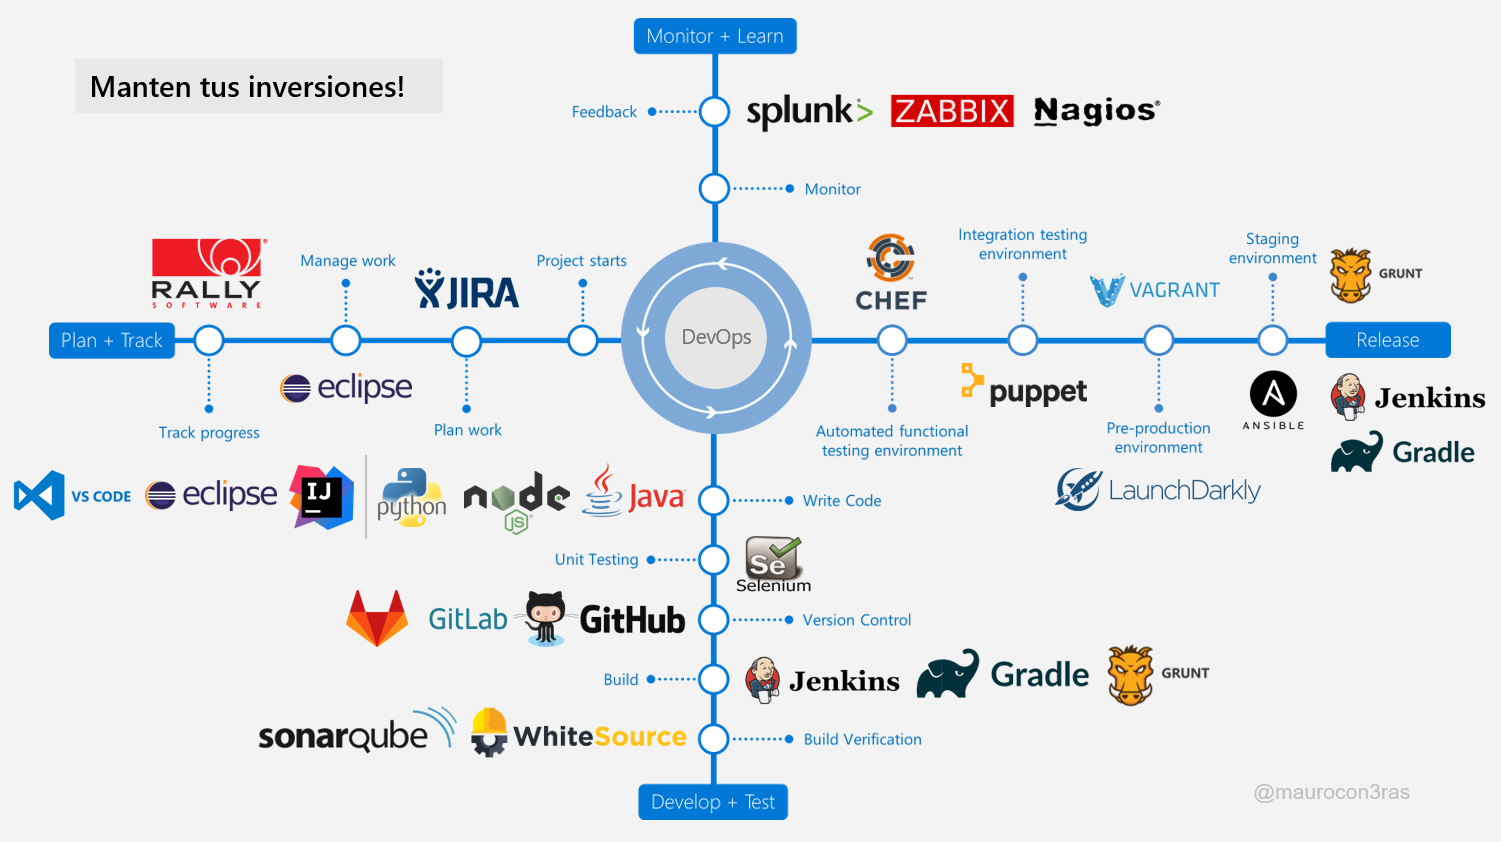 Monitor + Learn
Manten tus inversiones!
Feedback
splunk>
ZABBIX
Nagios®
Monitor
RALLY
SOFTWARE
®
Manage work
JIRA
Project starts
CHEF
™
Integration testing
environment
VAGRANT
Staging
environment
GRUNT
Plan + Track
DevOps
Release
eclipse
puppet
ANSIBLE
Jenkins
Track progress
Plan work
Automated functional
testing environment
Pre-production
environment
Gradle
VS CODE
eclipse
IJ
python
node
JS
®
Java
Write Code
LaunchDarkly
Unit Testing
Se
Selenium
GitLab
GitHub
Version Control
Build
Jenkins
Gradle
GRUNT
sonarqube
WhiteSource
Build Verification
Develop + Test
@maurocon3ras